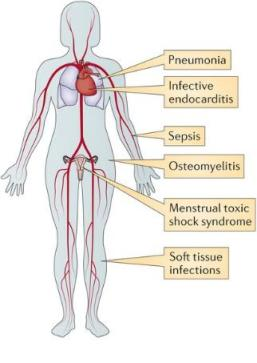 Pneumonia
Infective
endocarditis
Sepsis
Osteomyelitis
Menstrual toxic
shock syndrome
Soft tissue
infections